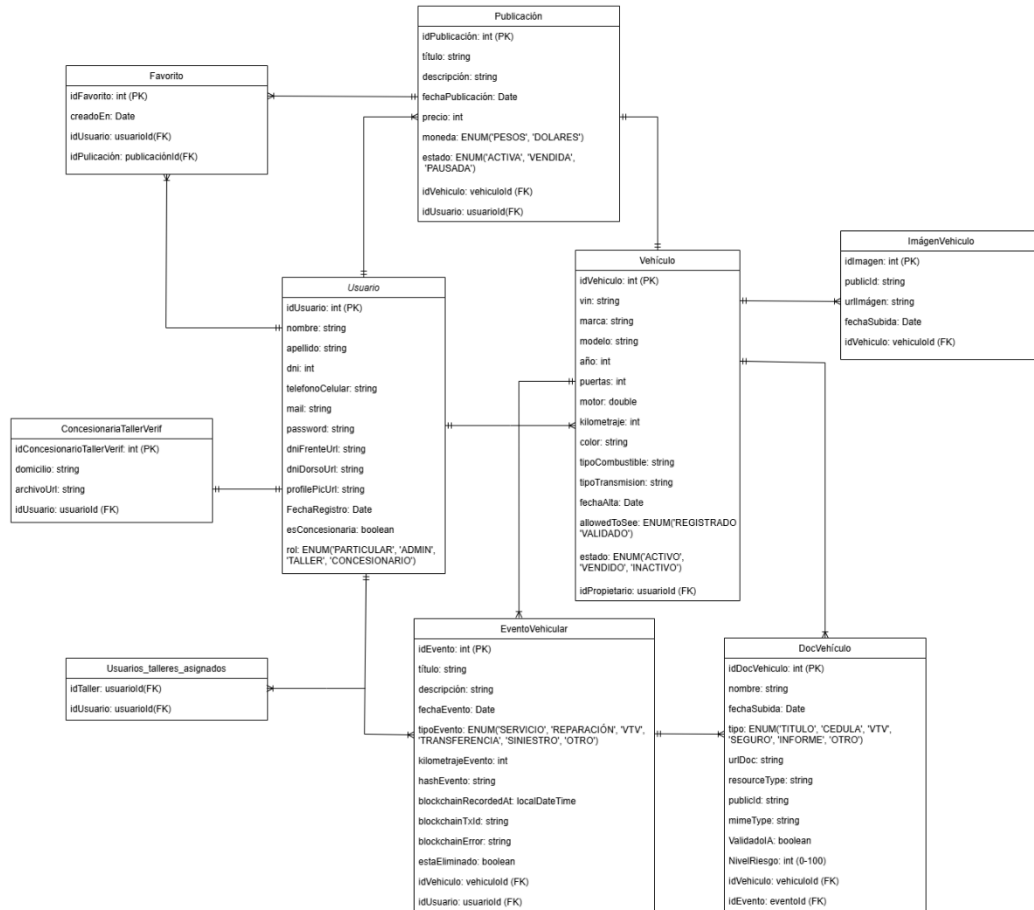 Publicación
idPublicación: int (PK)
título: string
descripción: string
fechaPublicación: Date
precio: int
moneda: ENUM('PESOS', 'DOLARES')
estado: ENUM('ACTIVA', 'VENDIDA',
'PAUSADA')
idVehiculo: vehiculoId (FK)
idUsuario: usuarioId(FK)
Favorito
idFavorito: int (PK)
creadoEn: Date
idUsuario: usuarioId(FK)
idPulicación: publicaciónId(FK)
Usuario
idUsuario: int (PK)
nombre: string
apellido: string
dni: int
telefonoCelular: string
mail: string
password: string
dniFrenteUrl: string
dniDorsoUrl: string
profilePicUrl: string
FechaRegistro: Date
esConcesionaria: boolean
rol: ENUM('PARTICULAR', 'ADMIN',
'TALLER', 'CONCESIONARIO')
Vehículo
idVehiculo: int (PK)
vin: string
marca: string
modelo: string
año: int
puertas: int
motor: double
kilometraje: int
color: string
tipoCombustible: string
tipoTransmision: string
fechaAlta: Date
allowedToSee: ENUM('REGISTRADO
'VALIDADO')
estado: ENUM('ACTIVO',
'VENDIDO', 'INACTIVO')
idPropietario: usuarioId (FK)
ImágenVehiculo
idImagen: int (PK)
publicId: string
urlImágen: string
fechaSubida: Date
idVehiculo: vehiculoId (FK)
ConcesionariaTallerVerif
idConcesionarioTallerVerif: int (PK)
domicilio: string
archivoUrl: string
idUsuario: usuarioId (FK)
Usuarios_talleres_asignados
idTaller: usuarioId(FK)
idUsuario: usuarioId(FK)
EventoVehicular
idEvento: int (PK)
título: string
descripción: string
fechaEvento: Date
tipoEvento: ENUM('SERVICIO', 'REPARACIÓN', 'VTV',
'TRANSFERENCIA', 'SINIESTRO', 'OTRO')
kilometrajeEvento: int
hashEvento: string
blockchainRecordedAt: localDateTime
blockchainTxId: string
blockchainError: string
estaEliminado: boolean
idVehiculo: vehiculoId (FK)
idUsuario: usuarioId (FK)
DocVehículo
idDocVehiculo: int (PK)
nombre: string
fechaSubida: Date
tipo: ENUM('TITULO', 'CEDULA', 'VTV',
'SEGURO', 'INFORME', 'OTRO')
urlDoc: string
resourceType: string
publicId: string
mimeType: string
ValidadoIA: boolean
NivelRiesgo: int (0-100)
idVehiculo: vehiculoId (FK)
idEvento: eventoId (FK)